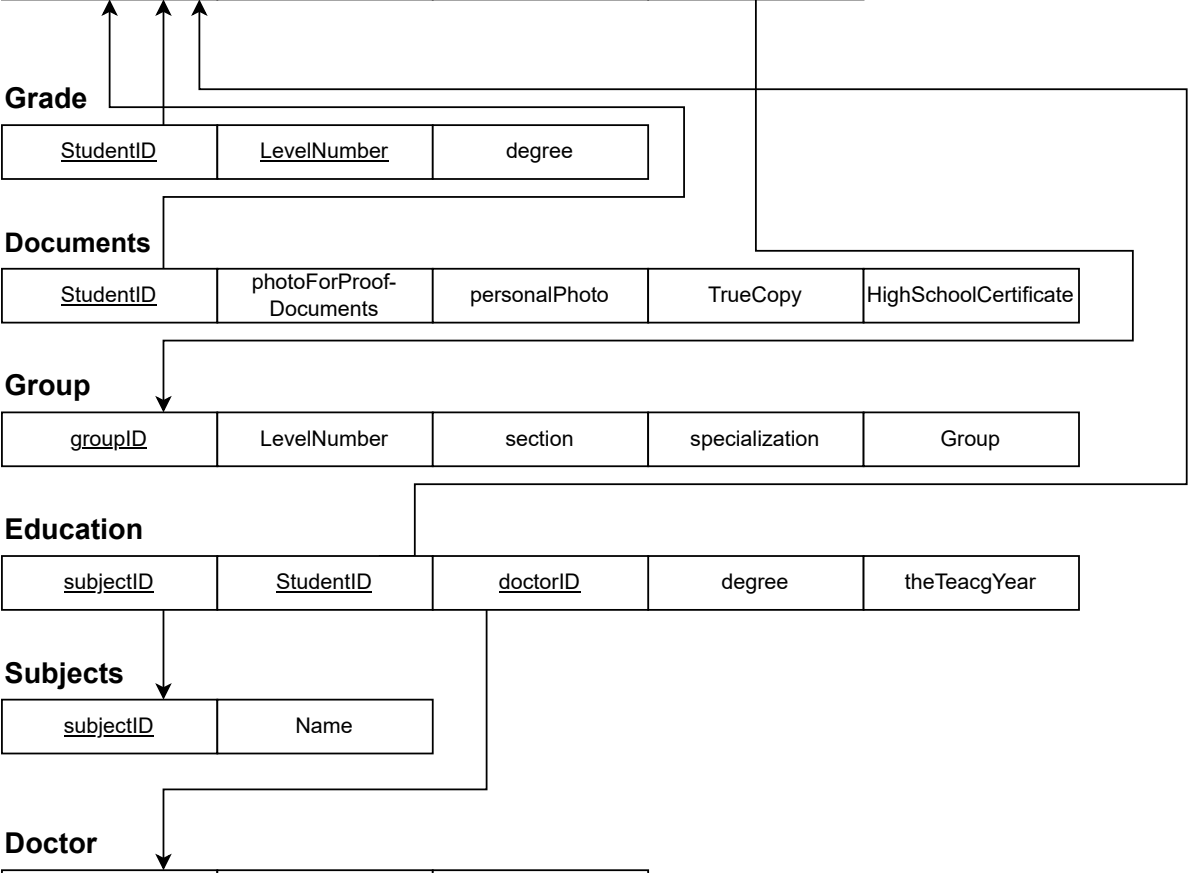 Grade
StudentID LevelNumber degree
Documents
StudentID photoForProof- personalPhoto TrueCopy HighSchoolCertificate
Documents
Group
groupID LevelNumber section specialization Group
Education
subjectID StudentID doctorID degree theTeacgYear
Subjects
subjectID Name
Doctor